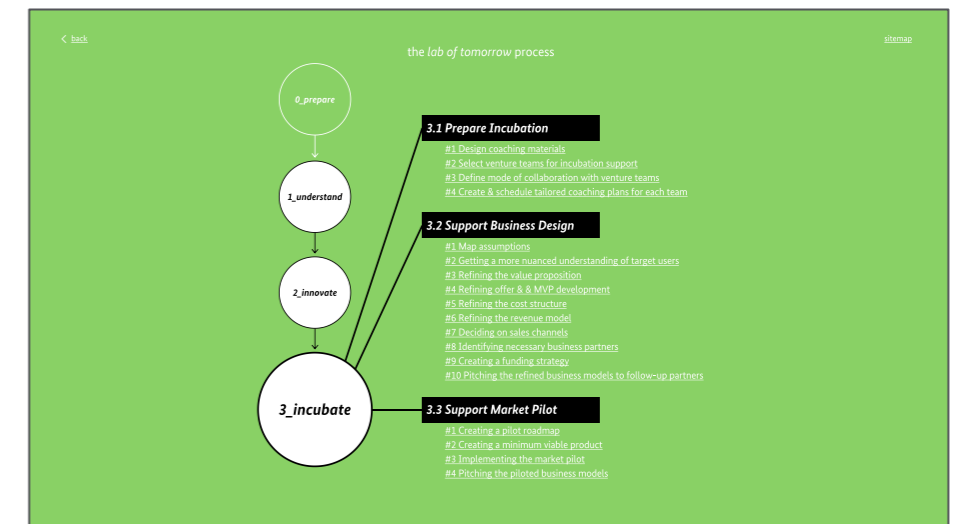 back
sitemap
the lab of tomorrow process
0_prepare
1_understand
2_innovate
3_incubate
3.1 Prepare Incubation
#1 Design coaching materials
#2 Select venture teams for incubation support
#3 Define mode of collaboration with venture teams
#4 Create & schedule tailored coaching plans for each team
3.2 Support Business Design
#1 Map assumptions
#2 Getting a more nuanced understanding of target users
#3 Refining the value proposition
#4 Refining offer & & MVP development
#5 Refining the cost structure
#6 Refining the revenue model
#7 Deciding on sales channels
#8 Identifying necessary business partners
#9 Creating a funding strategy
#10 Pitching the refined business models to follow-up partners
3.3 Support Market Pilot
#1 Creating a pilot roadmap
#2 Creating a minimum viable product
#3 Implementing the market pilot
#4 Pitching the piloted business models